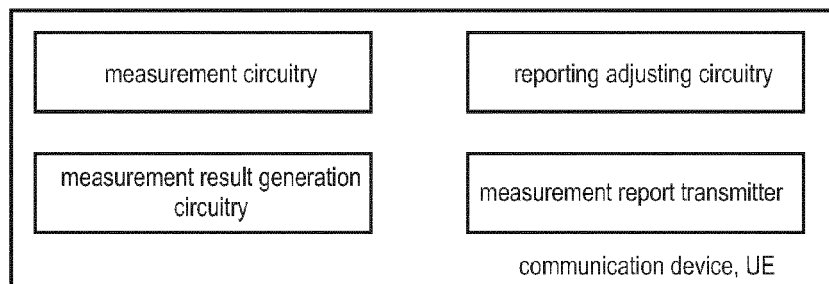 measurement circuitry
reporting adjusting circuitry
measurement result generation
circuitry
measurement report transmitter
communication device, UE